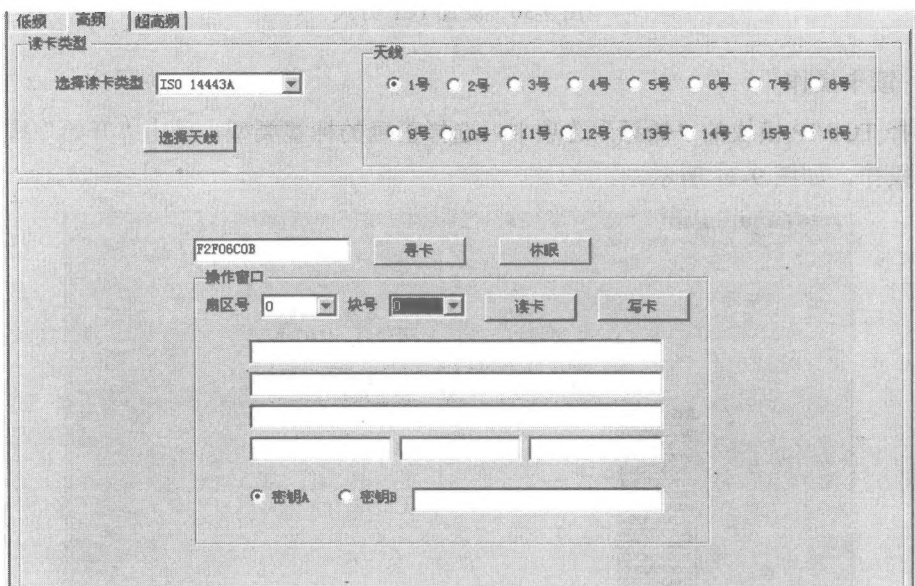 低频 高频 超高频
读卡类型
选择读卡类型 ISO 14443A
选择天线
天线
1号 2号 3号 4号 5号 6号 7号 8号
9号 10号 11号 12号 13号 14号 15号 16号
F2F06C0B 寻卡 休眠
操作窗口
扇区号 0 块号 0 读卡 写卡
密钥A 密钥B